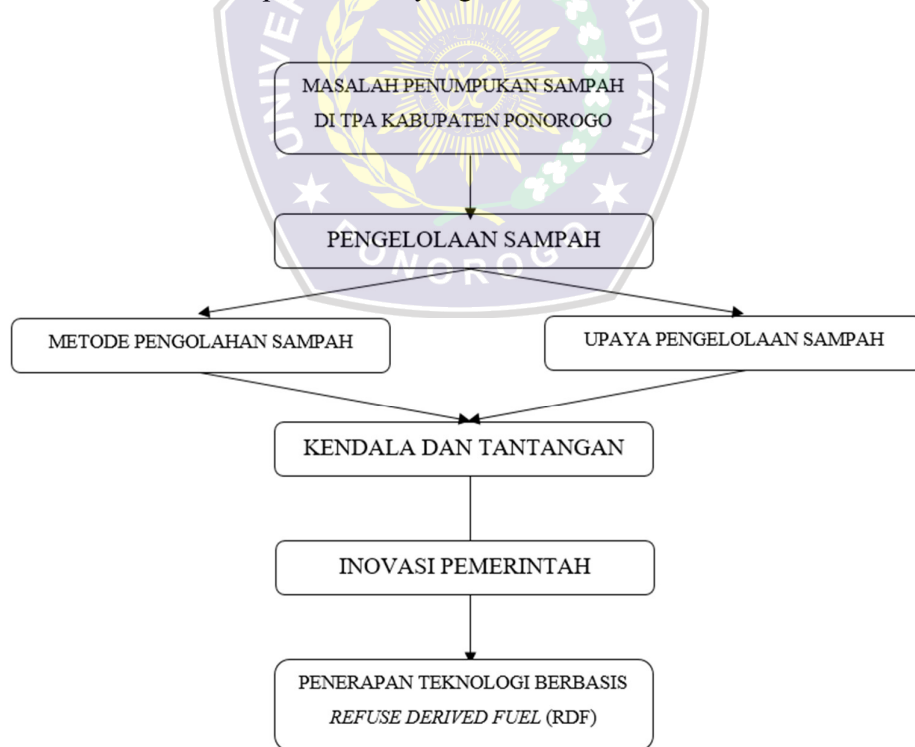 MASALAH PENUMPUKAN SAMPAH
DI TPA KABUPATEN PONOROGO
PENGELOLAAN SAMPAH
PONOROGO
METODE PENGOLAHAN SAMPAH
UPAYA PENGELOLAAN SAMPAH
KENDALA DAN TANTANGAN
INOVASI PEMERINTAH
PENERAPAN TEKNOLOGI BERBASIS
REFUSE DERIVED FUEL (RDF)